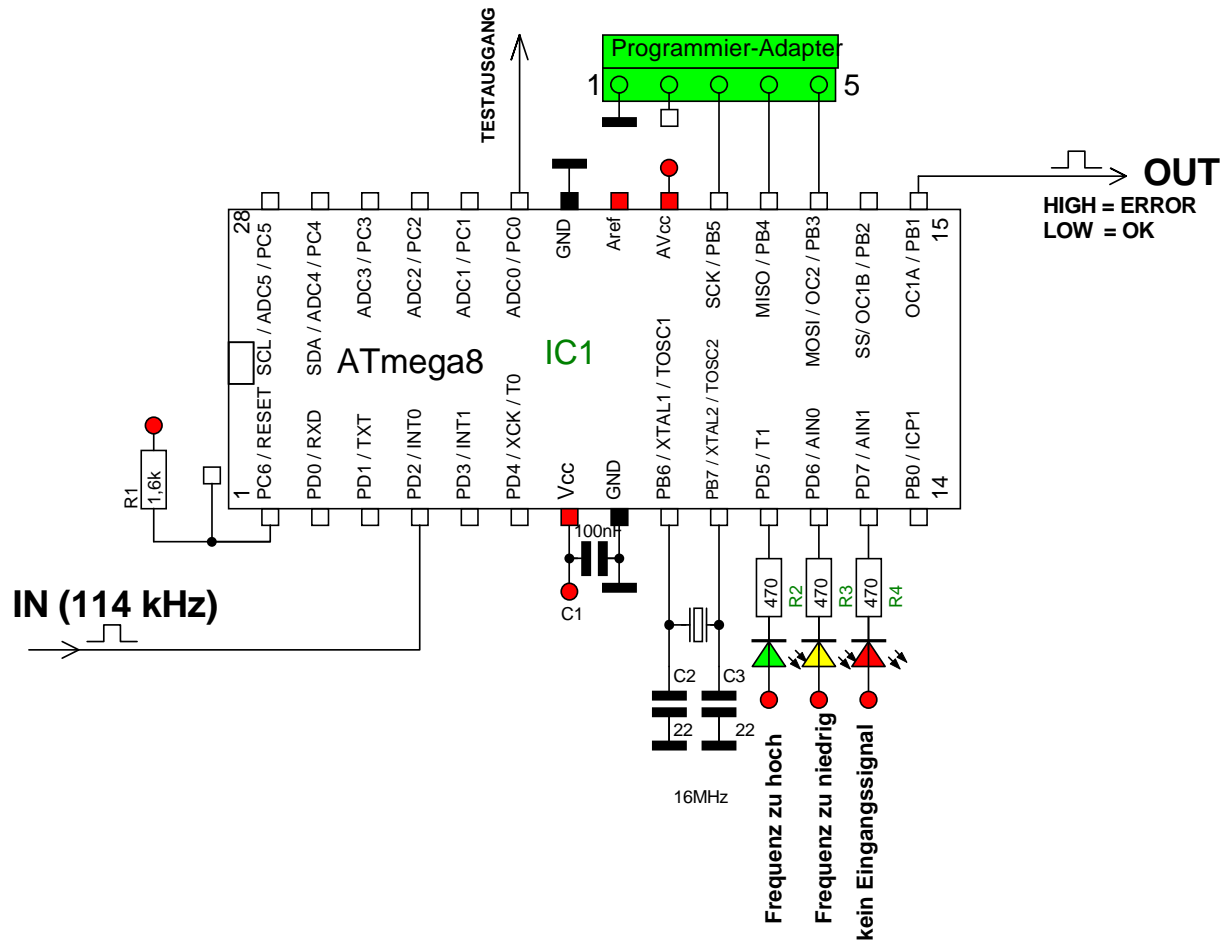 TESTAUSGANG
Programmier-Adapter
1
5
OUT
HIGH = ERROR
LOW = OK
28
SCL / ADC5 / PC5
SDA / ADC4 / PC4
ADC3 / PC3
ADC2 / PC2
ADC1 / PC1
ADC0 / PC0
GND
Aref
AVcc
SCK / PB5
MISO / PB4
MOSI / OC2 / PB3
SS/ OC1B / PB2
OC1A / PB1
15
ATmega8
IC1
1
PC6 / RESET
PD0 / RXD
PD1 / TXT
PD2 / INT0
PD3 / INT1
PD4 / XCK / T0
Vcc
GND
PB6 / XTAL1 / TOSC1
PB7 / XTAL2 / TOSC2
PD5 / T1
PD6 / AIN0
PD7 / AIN1
PB0 / ICP1
14
R1
1,6k
100nF
C1
IN (114 kHz)
470
R2
470
R3
470
R4
C2
22
C3
22
16MHz
Frequenz zu hoch
Frequenz zu niedrig
kein Eingangssignal